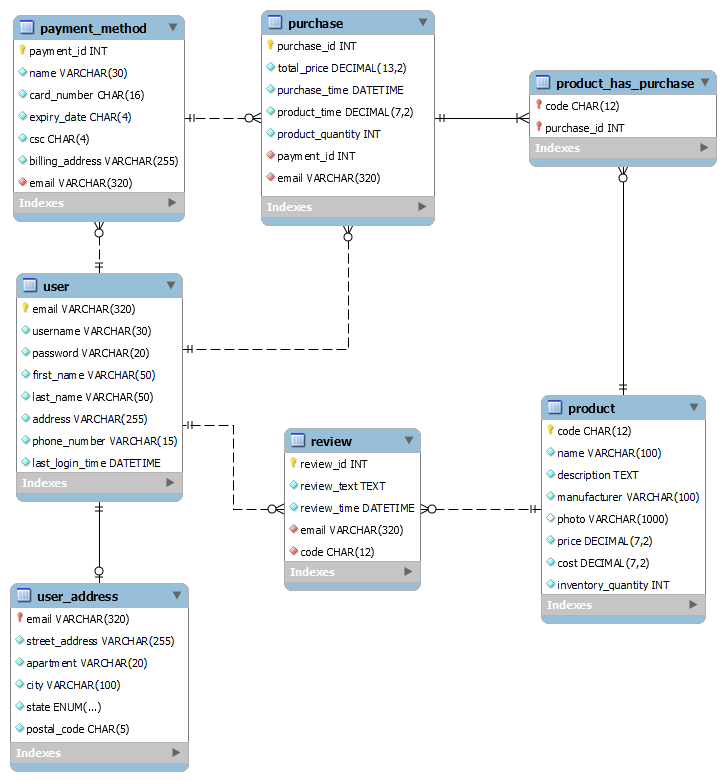 payment_method
payment_id INT
name VARCHAR(30)
card_number CHAR(16)
expiry_date CHAR(4)
csc CHAR(4)
billing_address VARCHAR(255)
email VARCHAR(320)
Indexes
purchase
purchase_id INT
total_price DECIMAL(13,2)
purchase_time DATETIME
product_time DECIMAL(7,2)
product_quantity INT
payment_id INT
email VARCHAR(320)
Indexes
product_has_purchase
code CHAR(12)
purchase_id INT
Indexes
user
email VARCHAR(320)
username VARCHAR(30)
password VARCHAR(20)
first_name VARCHAR(50)
last_name VARCHAR(50)
address VARCHAR(255)
phone_number VARCHAR(15)
last_login_time DATETIME
Indexes
review
review_id INT
review_text TEXT
review_time DATETIME
email VARCHAR(320)
code CHAR(12)
Indexes
product
code CHAR(12)
name VARCHAR(100)
description TEXT
manufacturer VARCHAR(100)
photo VARCHAR(1000)
price DECIMAL(7,2)
cost DECIMAL(7,2)
inventory_quantity INT
Indexes
user_address
email VARCHAR(320)
street_address VARCHAR(255)
apartment VARCHAR(20)
city VARCHAR(100)
state ENUM(...)
postal_code CHAR(5)
Indexes